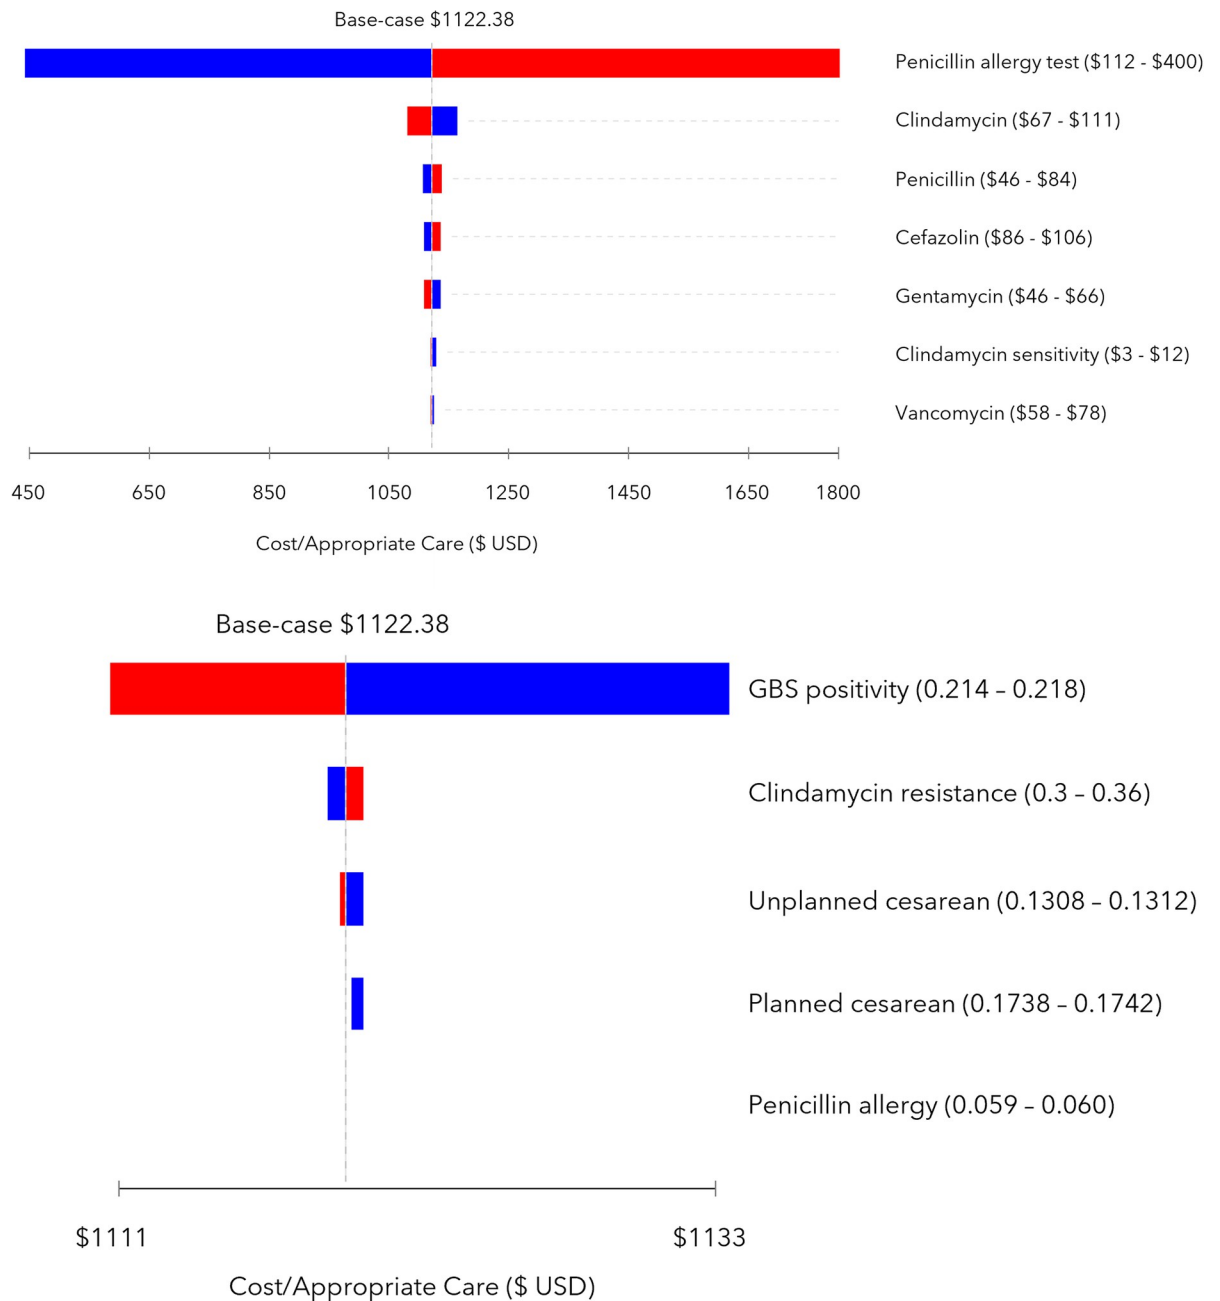 Base-case $1122.38
Penicillin allergy test ($112 - $400)
Clindamycin ($67 - $111)
Penicillin ($46 - $84)
Cefazolin ($86 - $106)
Gentamycin ($46 - $66)
Clindamycin sensitivity ($3 - $12)
Vancomycin ($58 - $78)
450 650 850 1050 1250 1450 1650 1800
Cost/Appropriate Care ($ USD)
Base-case $1122.38
GBS positivity (0.214 – 0.218)
Clindamycin resistance (0.3 – 0.36)
Unplanned cesarean (0.1308 – 0.1312)
Planned cesarean (0.1738 – 0.1742)
Penicillin allergy (0.059 – 0.060)
$1111 $1133
Cost/Appropriate Care ($ USD)